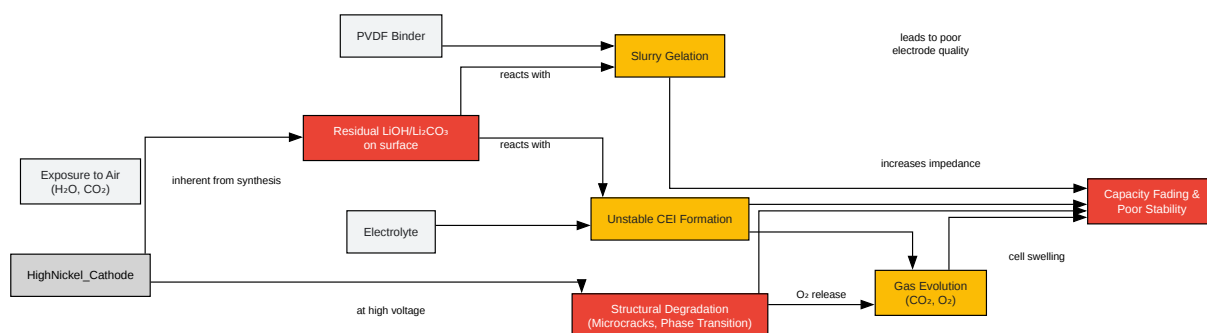 PVDF Binder
leads to poor
electrode quality
Slurry Gelation
reacts with
Residual LiOH/Li₂CO₃
on surface
reacts with
Exposure to Air
(H₂O, CO₂)
inherent from synthesis
increases impedance
Capacity Fading &
Poor Stability
Electrolyte
Unstable CEI Formation
cell swelling
HighNickel_Cathode
at high voltage
Structural Degradation
(Microcracks, Phase Transition)
O₂ release
Gas Evolution
(CO₂, O₂)